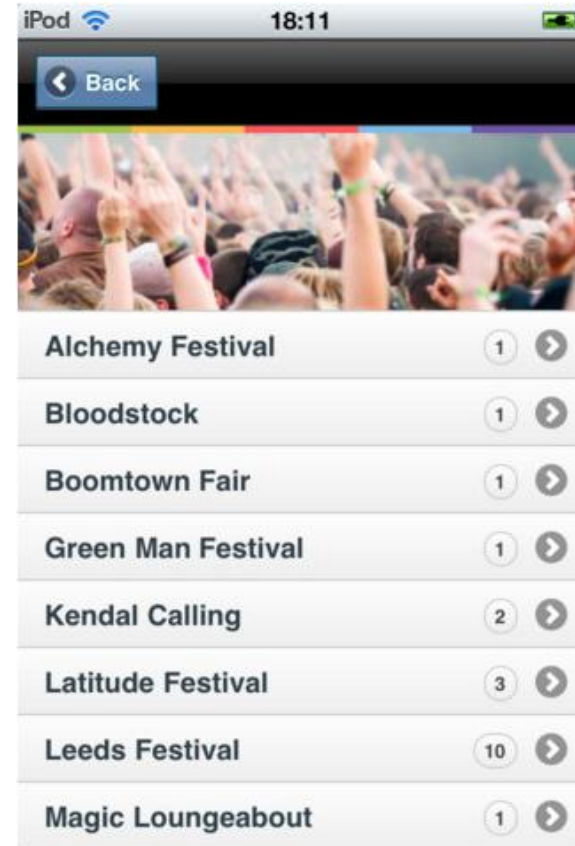 iPod 18:11
Back
Alchemy Festival 1
Bloodstock 1
Boomtown Fair 1
Green Man Festival 1
Kendal Calling 2
Latitude Festival 3
Leeds Festival 10
Magic Loungeabout 1